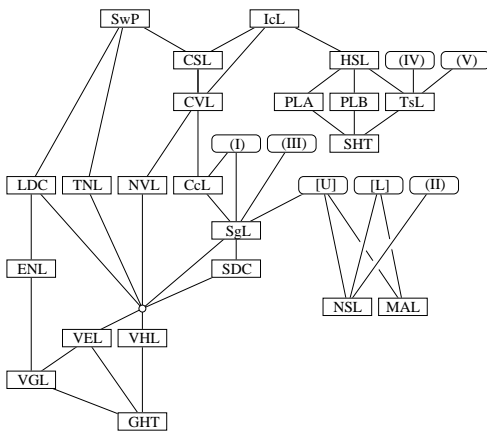 SwP IcL
CSL HSL (IV) (V)
CVL PLA PLB TsL
(I) (III) SHT
LDC TNL NVL CcL [U] [L] (II)
SgL
ENL SDC
NSL MAL
VEL VHL
VGL
GHT